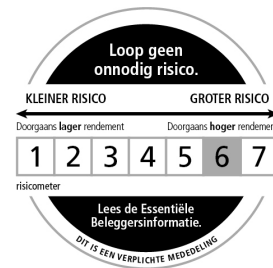 Loop geen
onnodig risico.
KLEINER RISICO GROTER RISICO
Doorgaans lager rendement Doorgaans hoger rendement
1 2 3 4 5 6 7
risicometer
Lees de Essentiële
Beleggersinformatie.
DIT IS EEN VERPLICHTE MEDEDELING